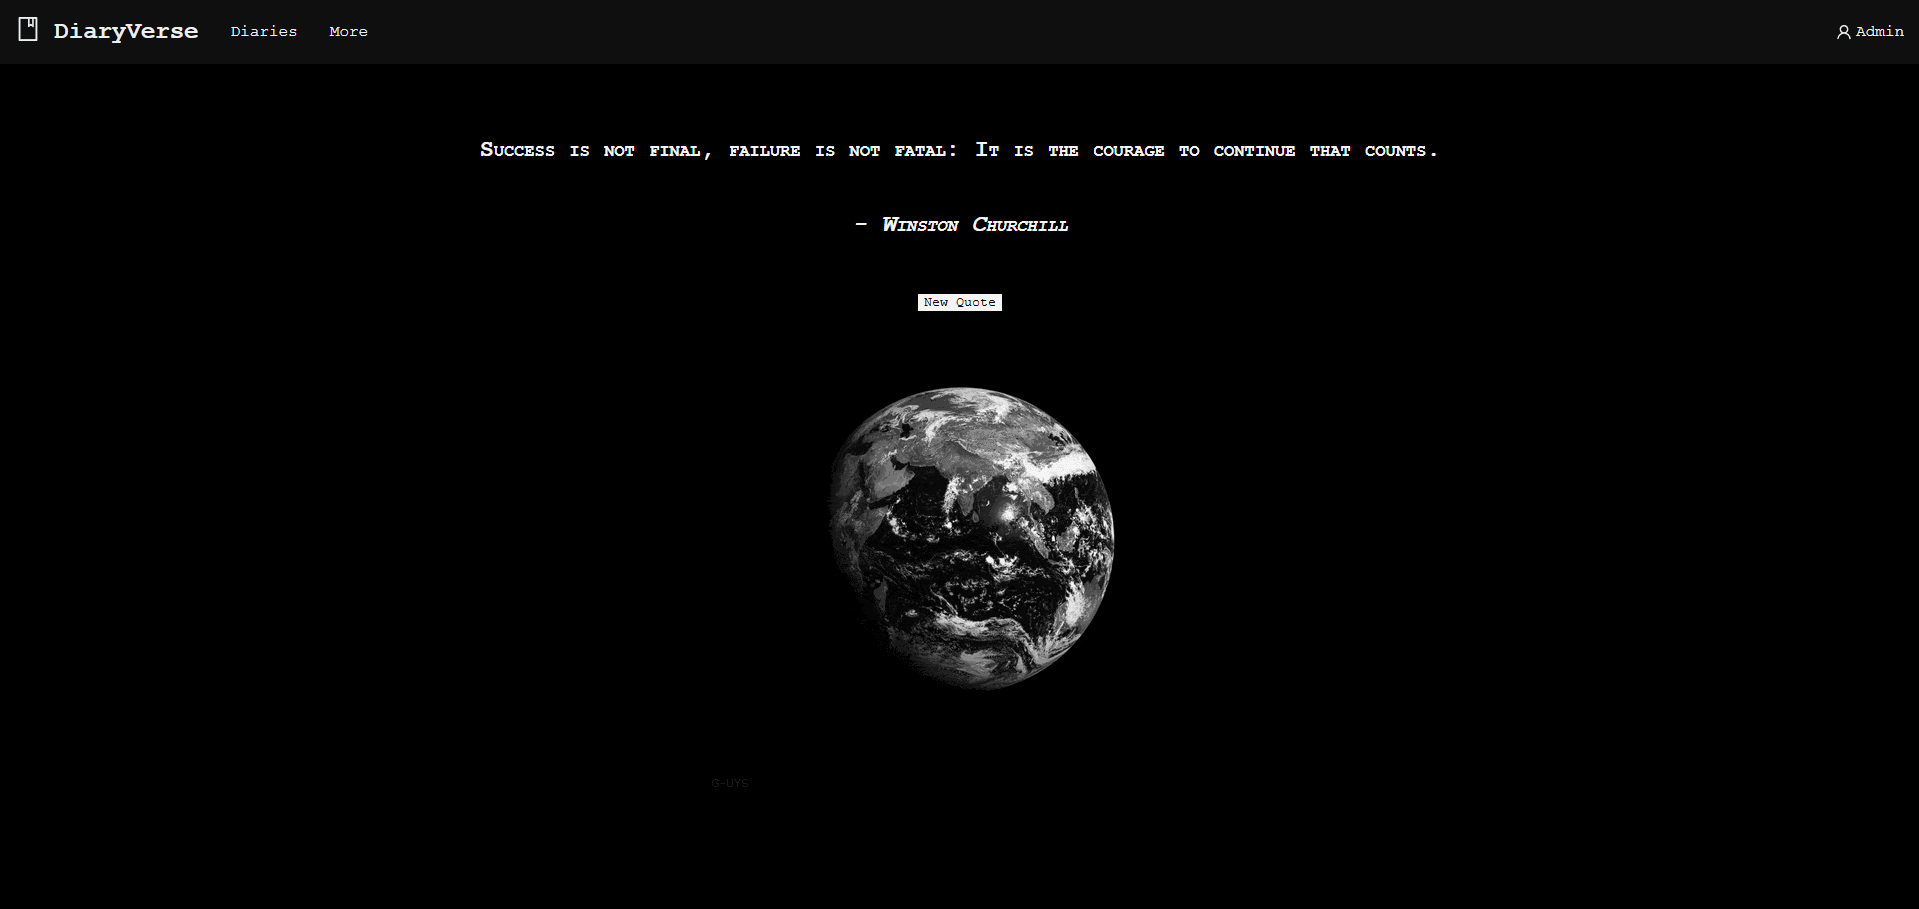 DiaryVerse Diaries More Admin
Success is not final, failure is not fatal: It is the courage to continue that counts.
- Winston Churchill
New Quote
G-UYS